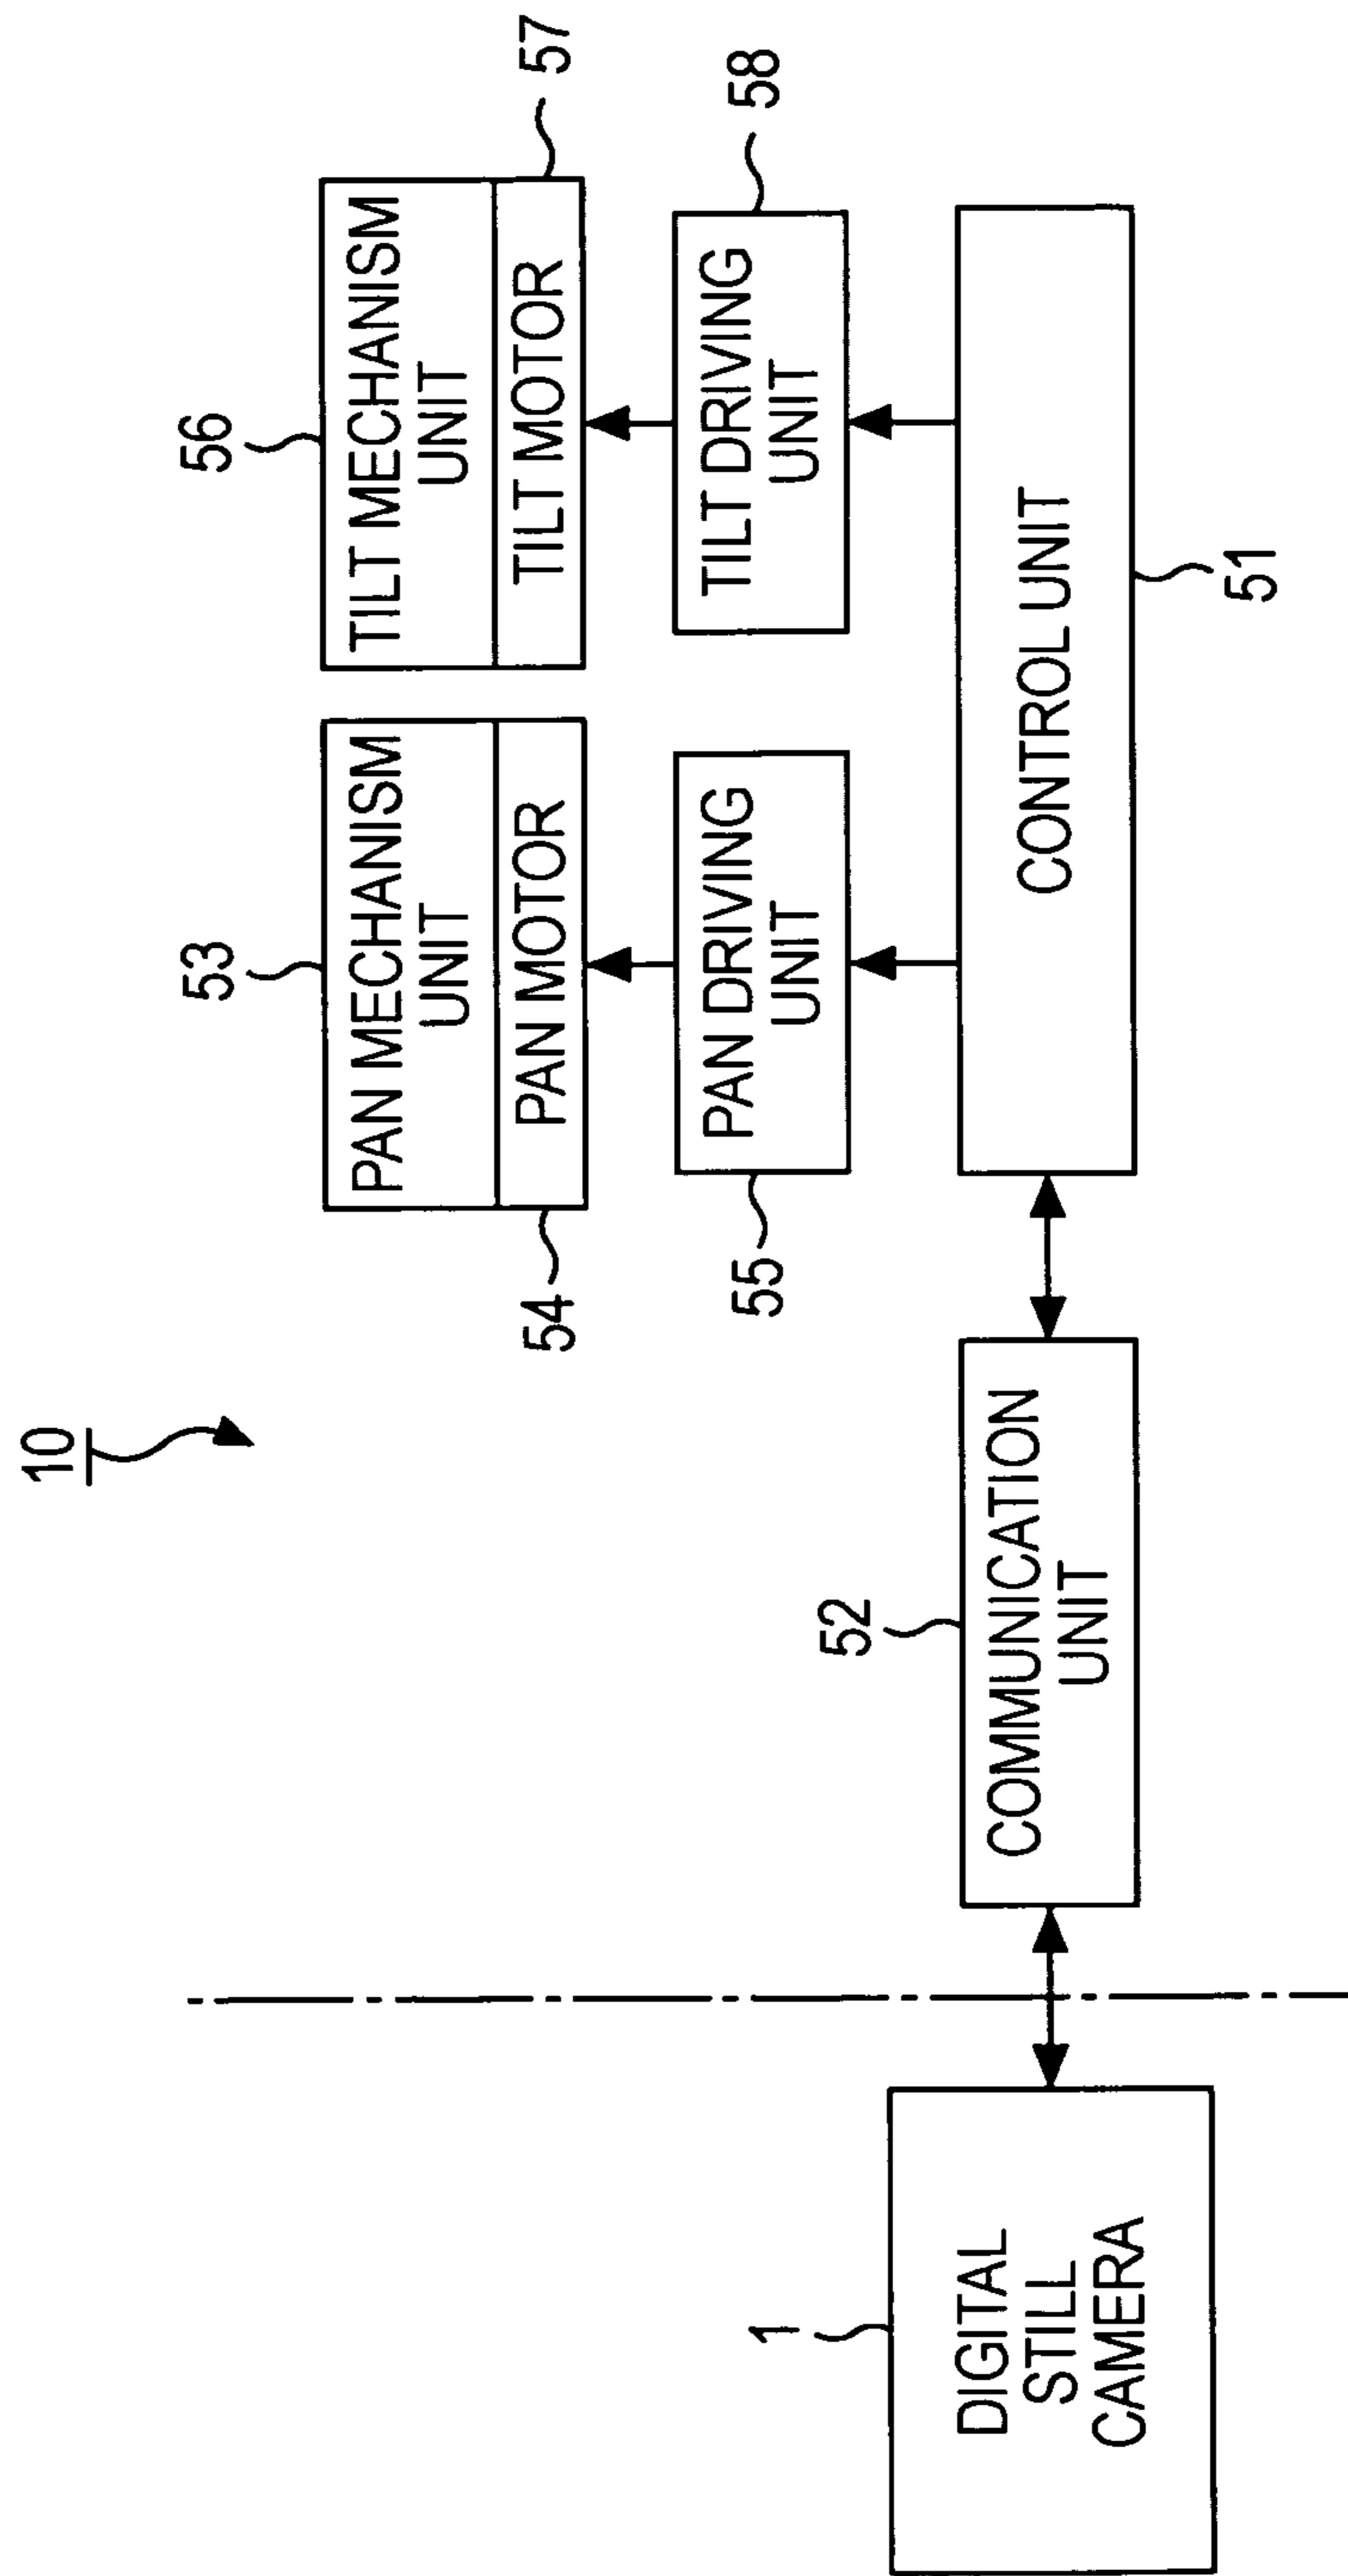 10
53
PAN MECHANISM
UNIT
54
PAN MOTOR
56
TILT MECHANISM
UNIT
TILT MOTOR
57
55
PAN DRIVING
UNIT
TILT DRIVING
UNIT
58
1
DIGITAL
STILL
CAMERA
52
COMMUNICATION
UNIT
CONTROL UNIT
51